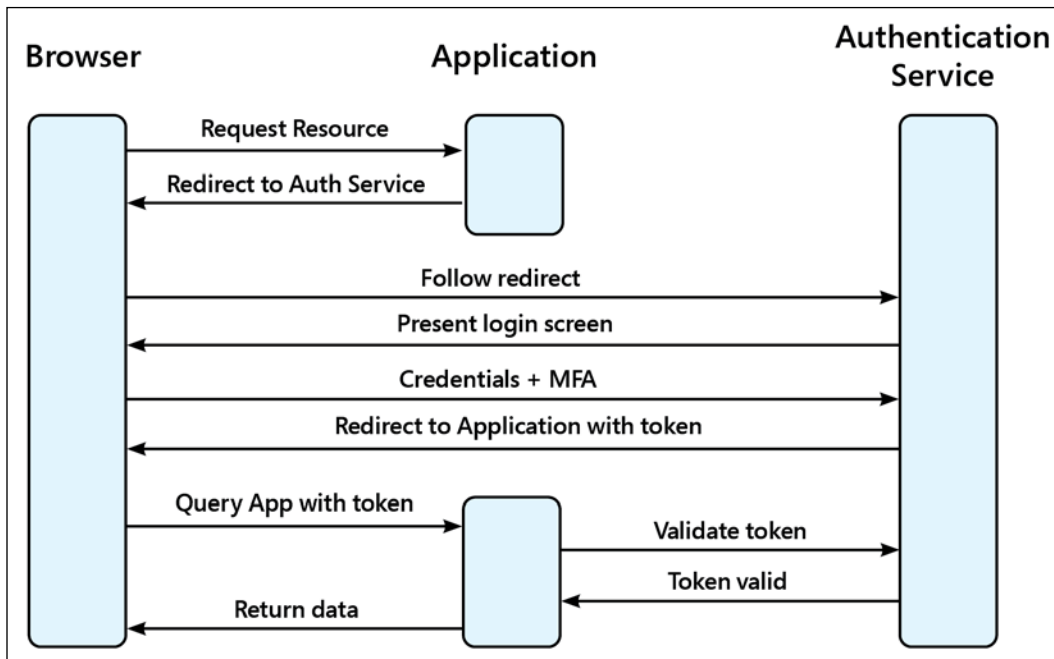 Browser
Application
Authentication
Service
Request Resource
Redirect to Auth Service
Follow redirect
Present login screen
Credentials + MFA
Redirect to Application with token
Query App with token
Validate token
Token valid
Return data